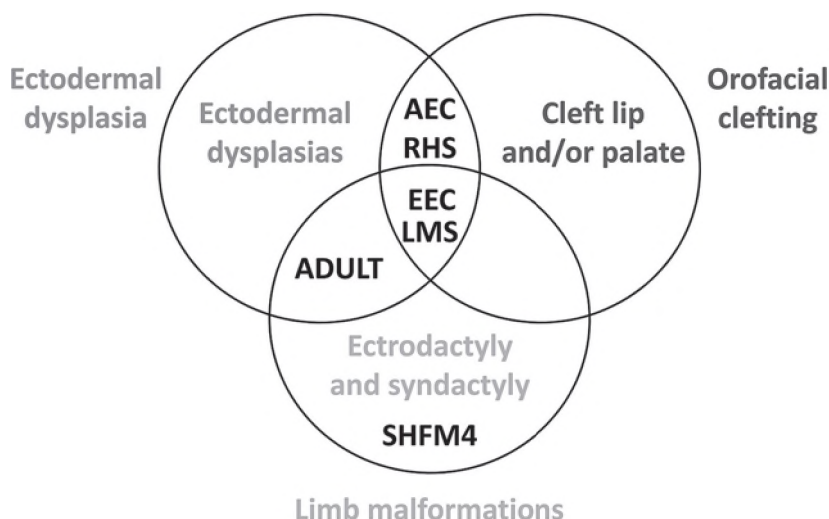 Ectodermal
dysplasia
Ectodermal
dysplasias
AEC
RHS
Cleft lip
and/or palate
Orofacial
clefting
EEC
LMS
ADULT
Ectrodactyly
and syndactyly
SHFM4
Limb malformations